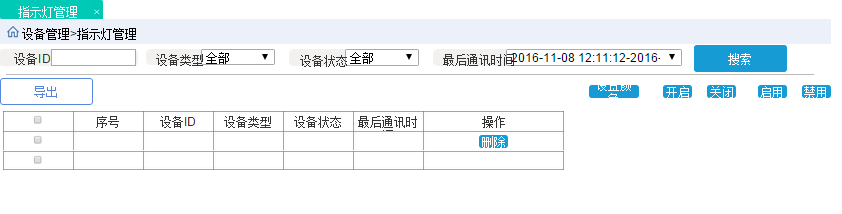 指示灯管理 ×
设备管理>指示灯管理
设备ID 设备类型 全部 设备状态 全部 最后通讯时间 2016-11-08 12:11:12-2016- 搜索
导出 设置颜色 开启 关闭 启用 禁用
序号 设备ID 设备类型 设备状态 最后通讯时 操作
删除